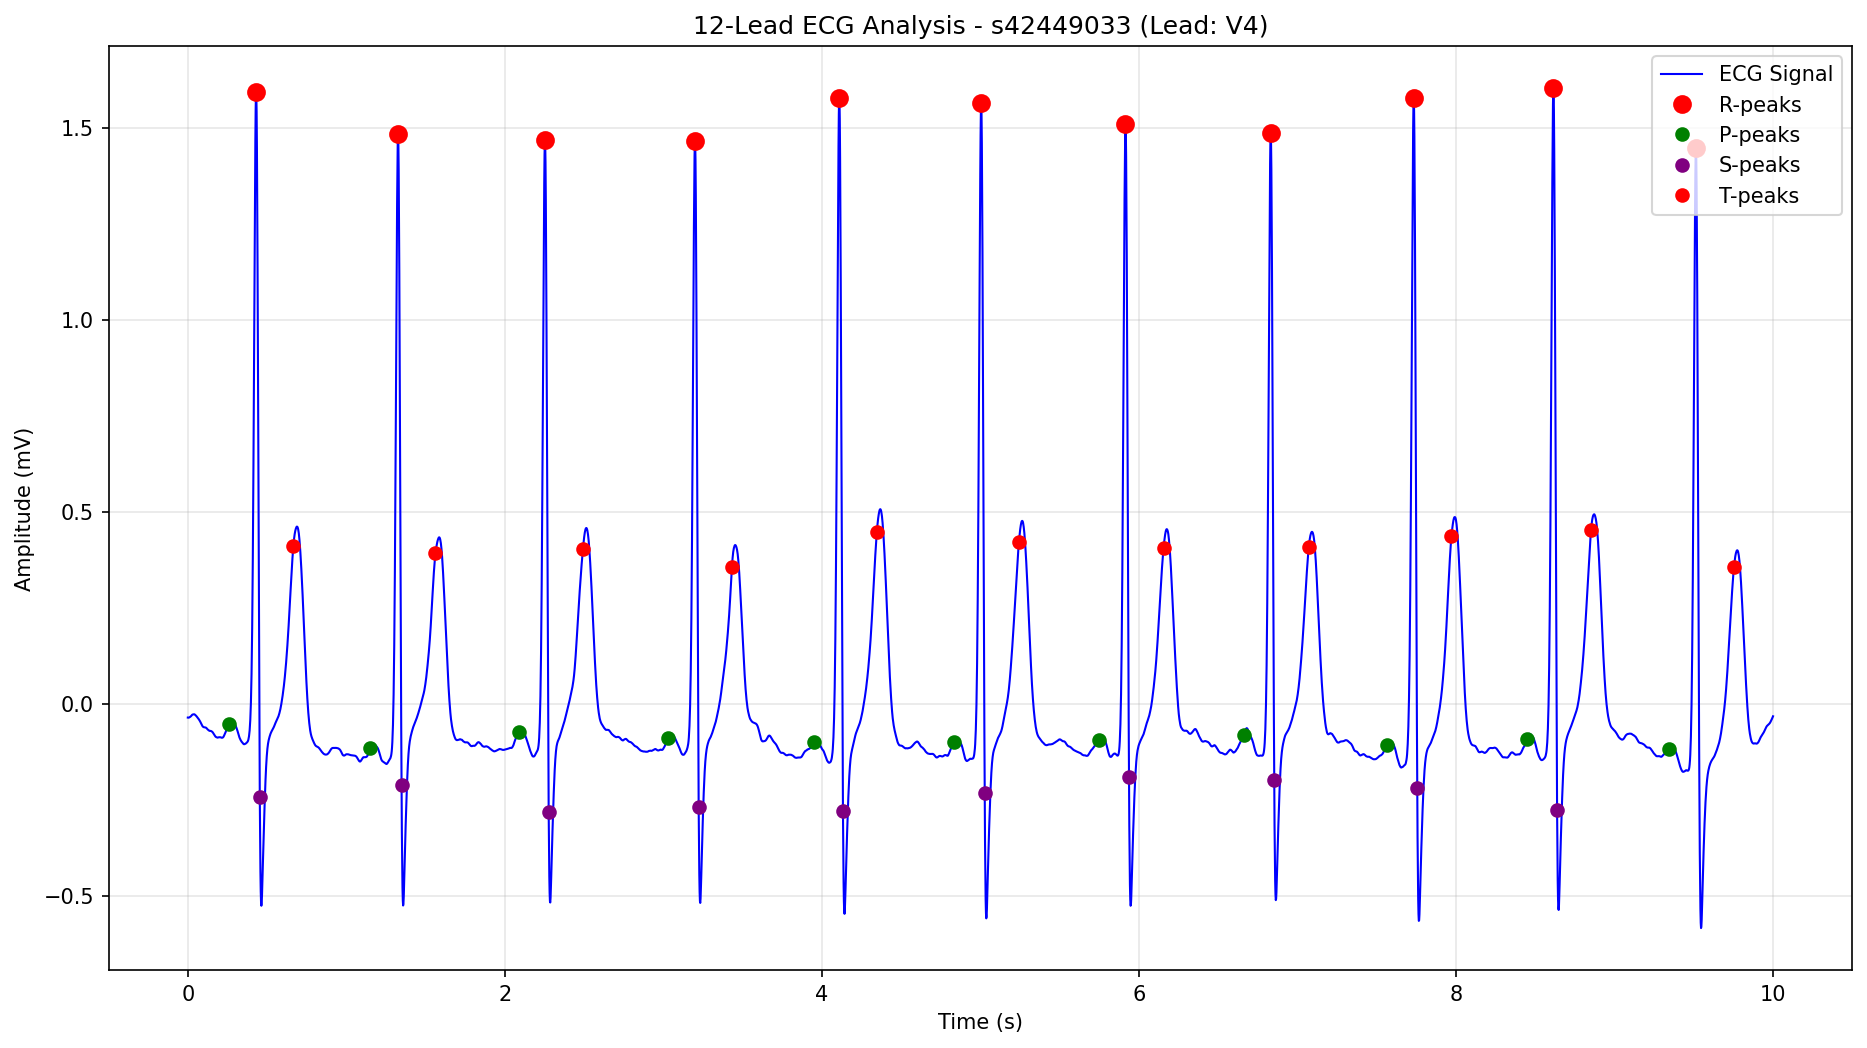 12-Lead ECG Analysis - s42449033 (Lead: V4)
ECG Signal
R-peaks
P-peaks
S-peaks
T-peaks
Amplitude (mV)
1.5
1.0
0.5
0.0
−0.5
0 2 4 6 8 10
Time (s)